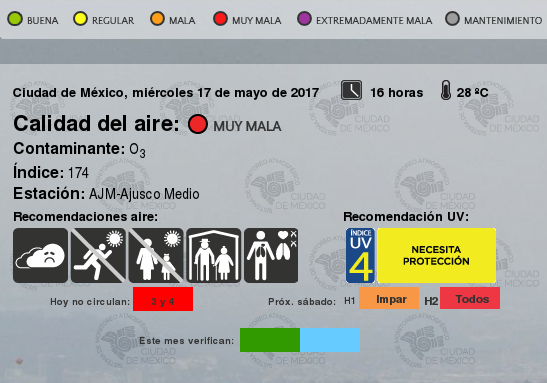 BUENA REGULAR MALA MUY MALA EXTREMADAMENTE MALA MANTENIMIENTO
Ciudad de México, miércoles 17 de mayo de 2017 16 horas 28 ºC
Calidad del aire: MUY MALA
Contaminante: O3
Índice: 174
Estación: AJM-Ajusco Medio
Recomendaciones aire: Recomendación UV:
ÍNDICE UV 4 NECESITA PROTECCIÓN
Hoy no circulan: 3 y 4 Próx. sábado: H1 Impar H2 Todos
Este mes verifican:
CIUDAD DE MÉXICO